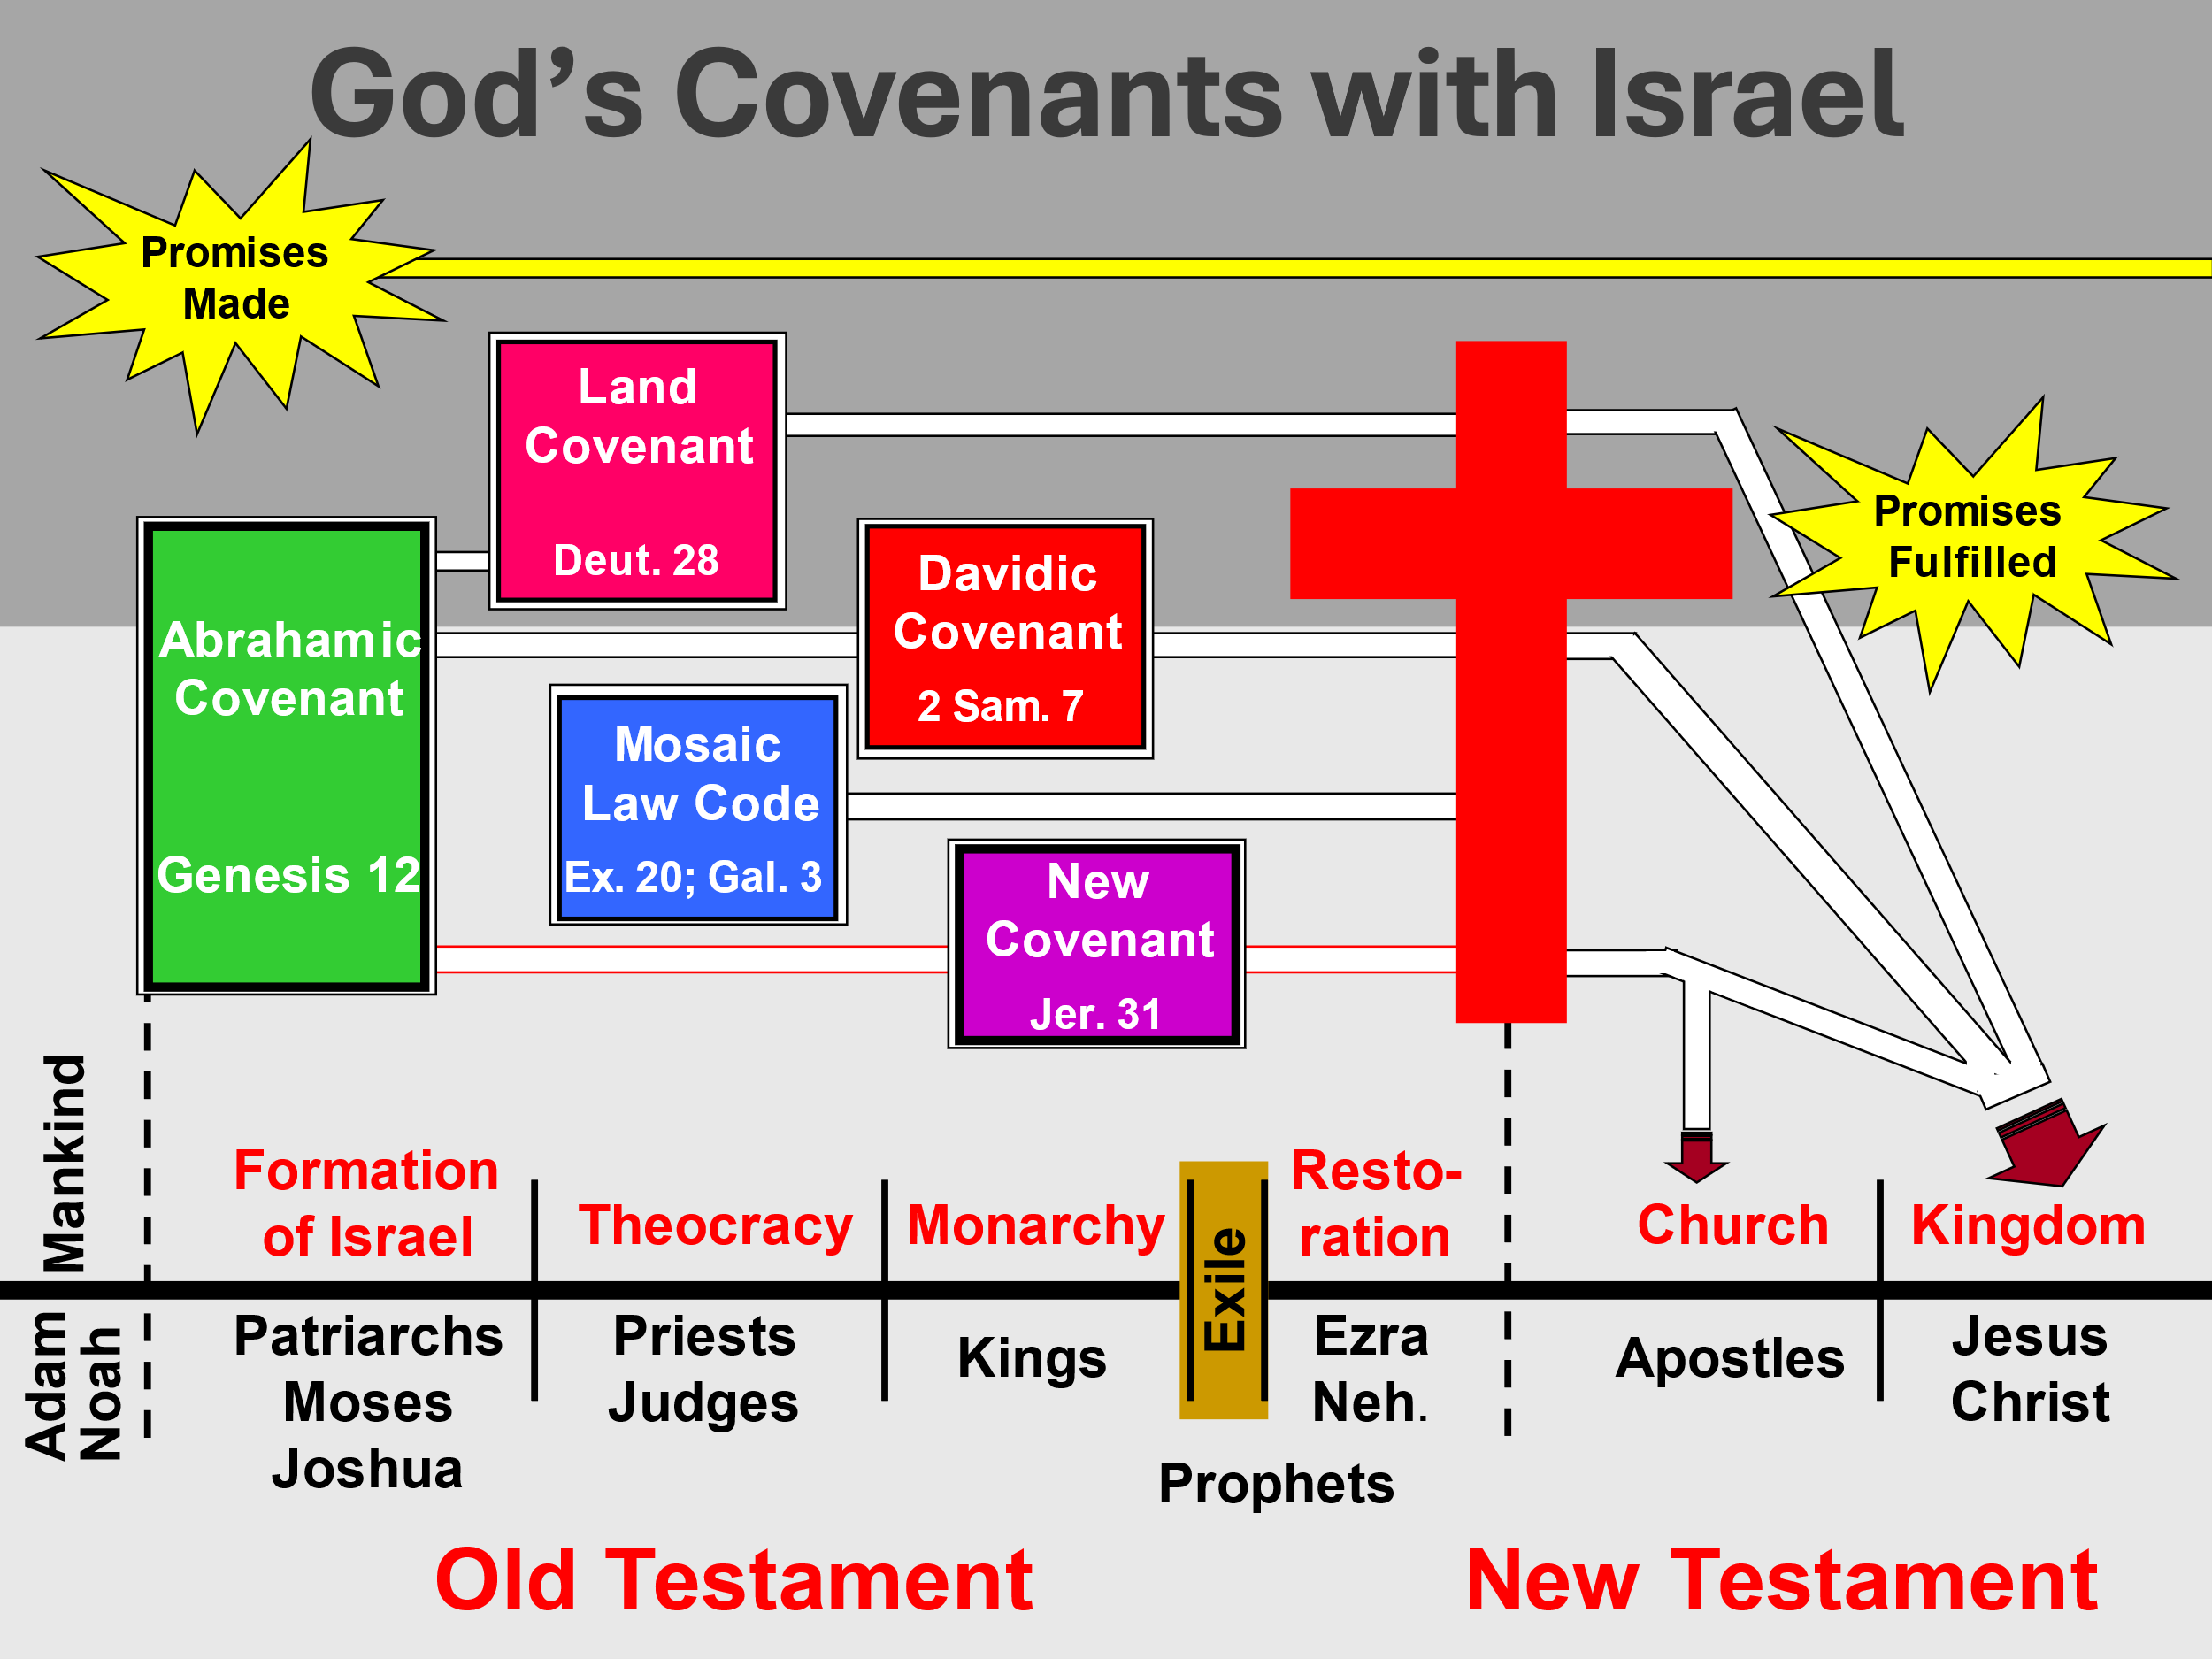 God’s Covenants with Israel
Promises
Made
Land
Covenant
Deut. 28
Promises
Fulfilled
Abrahamic
Covenant
Genesis 12
Davidic
Covenant
2 Sam. 7
Mosaic
Law Code
Ex. 20; Gal. 3
New
Covenant
Jer. 31
Mankind
Formation
of Israel
Theocracy
Monarchy
Exile
Resto-
ration
Church
Kingdom
Adam
Noah
Patriarchs
Moses
Joshua
Priests
Judges
Kings
Ezra
Neh.
Prophets
Apostles
Jesus
Christ
Old Testament
New Testament